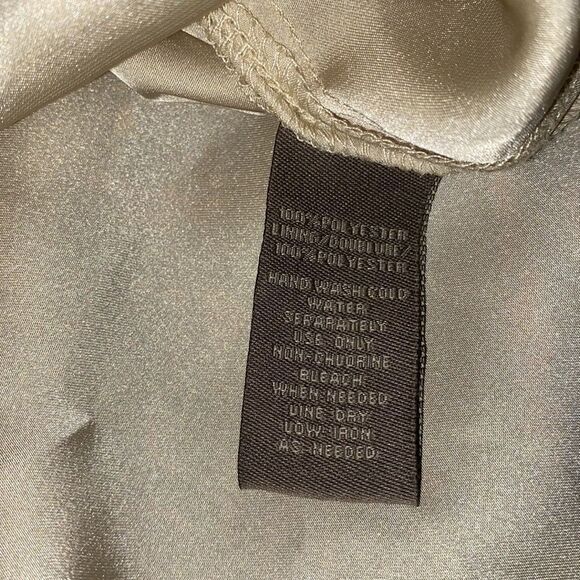 100%POLYESTER
LINING/DOUBLURE/
100%POLYESTER
HAND WASH COLD
WATER
SEPARATELY
USE ONLY
NON-CHLORINE
BLEACH
WHEN NEEDED
LINE DRY
LOW IRON
AS NEEDED